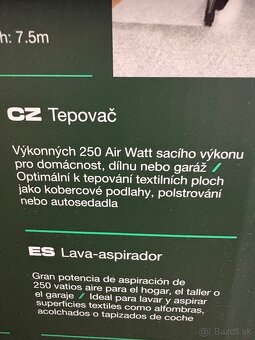 h: 7.5m
CZ Tepovač
Výkonných 250 Air Watt sacího výkonu
pro domácnost, dílnu nebo garáž /
Optimální k tepování textilních ploch
jako kobercové podlahy, polstrování
nebo autosedadla
ES Lava-aspirador
Gran potencia de aspiración de
250 vatios aire para el hogar, el taller o
el garaje / Ideal para lavar y aspirar
superficies textiles como alfombras,
acolchados o tapizados de coche
Bazoš.sk